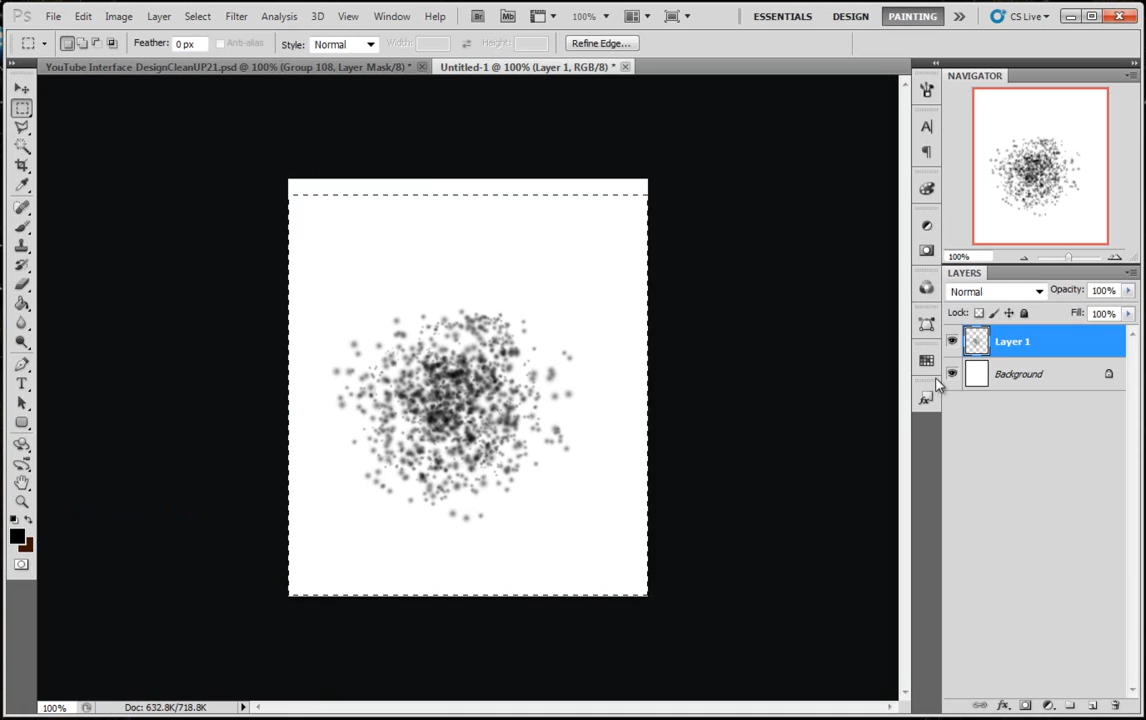 Ps File Edit Image Layer Select Filter Analysis 3D View Window Help Br Mb 100% ESSENTIALS DESIGN PAINTING CS Live
Feather: 0 px Anti-alias Style: Normal Width: Height: Refine Edge...
YouTube Interface DesignCleanUP21.psd @ 100% (Group 108, Layer Mask/8) * Untitled-1 @ 100% (Layer 1, RGB/8) *
NAVIGATOR
100%
LAYERS
Normal Opacity: 100%
Lock: Fill: 100%
Layer 1
Background
100% Doc: 632.8K/718.8K